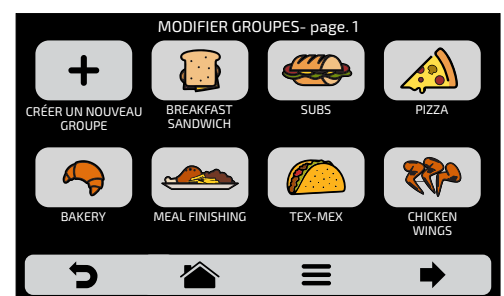 MODIFIER GROUPES- page. 1
CRÉER UN NOUVEAU
GROUPE
BREAKFAST
SANDWICH
SUBS
PIZZA
BAKERY
MEAL FINISHING
TEX-MEX
CHICKEN
WINGS